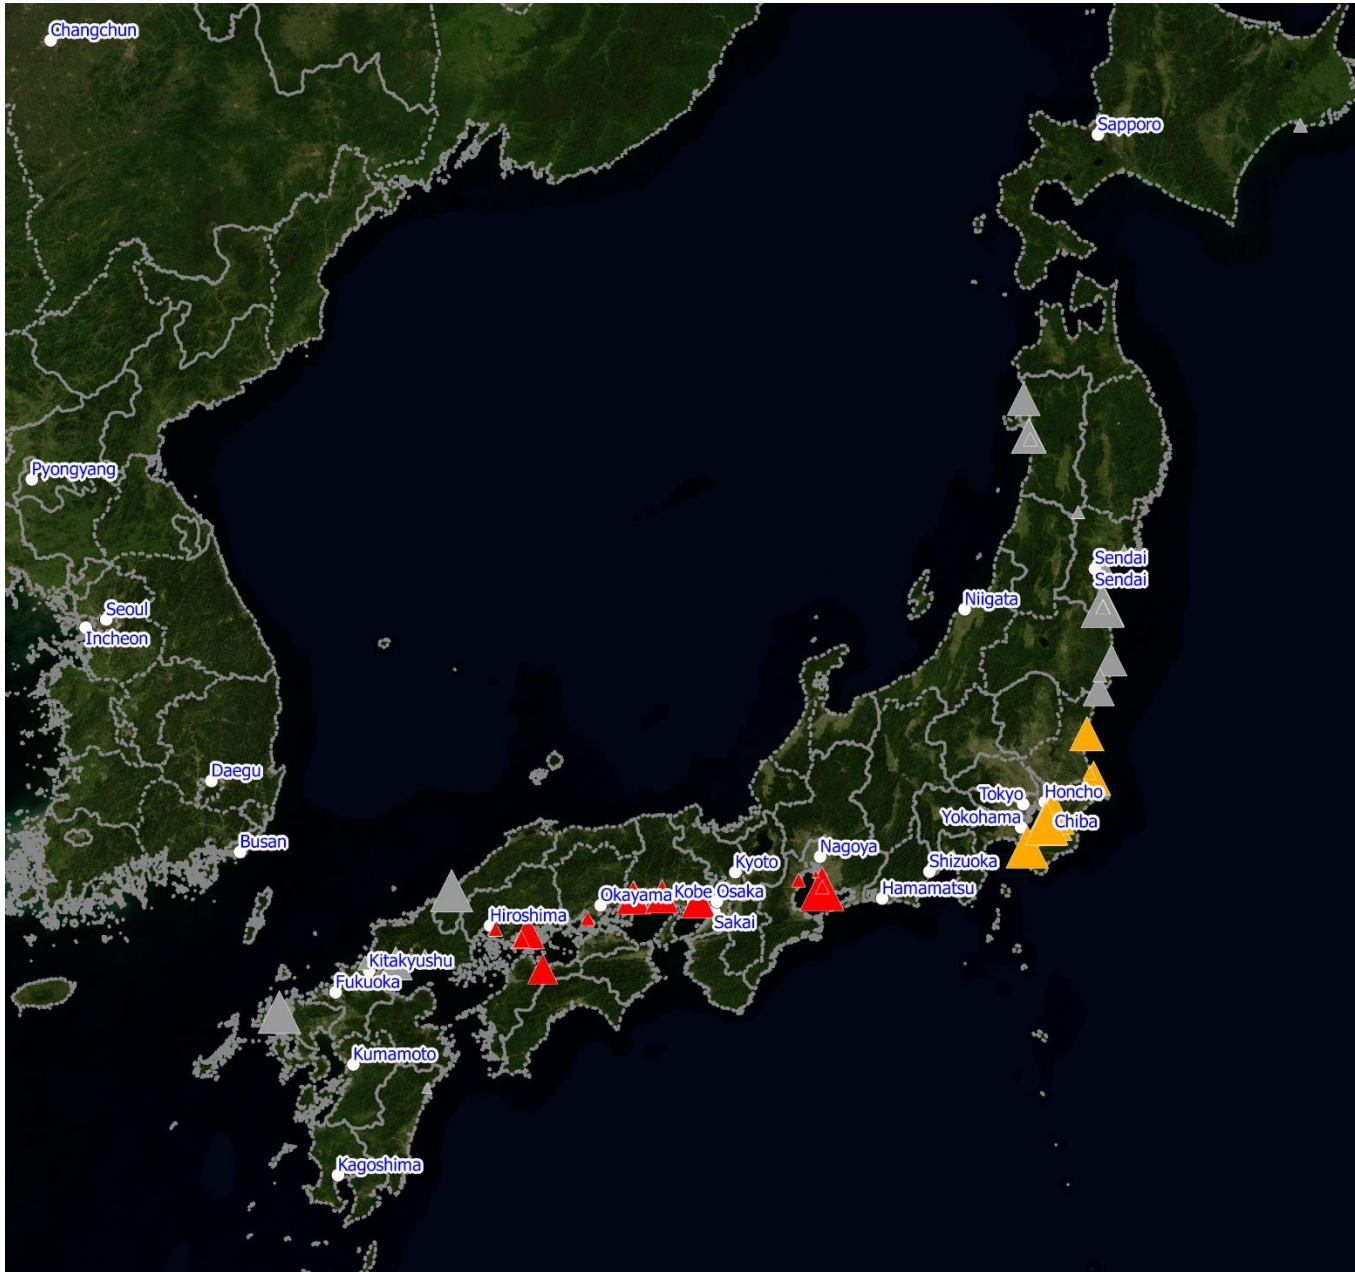 Changchun
Sapporo
Pyongyang
Sendai
Sendai
Niigata
Seoul
Incheon
Daegu
Tokyo
Honcho
Yokohama
Chiba
Busan
Nagoya
Kyoto
Shizuoka
Hamamatsu
Okayama
Kobe
Osaka
Hiroshima
Sakai
Kitakyushu
Fukuoka
Kumamoto
Kagoshima